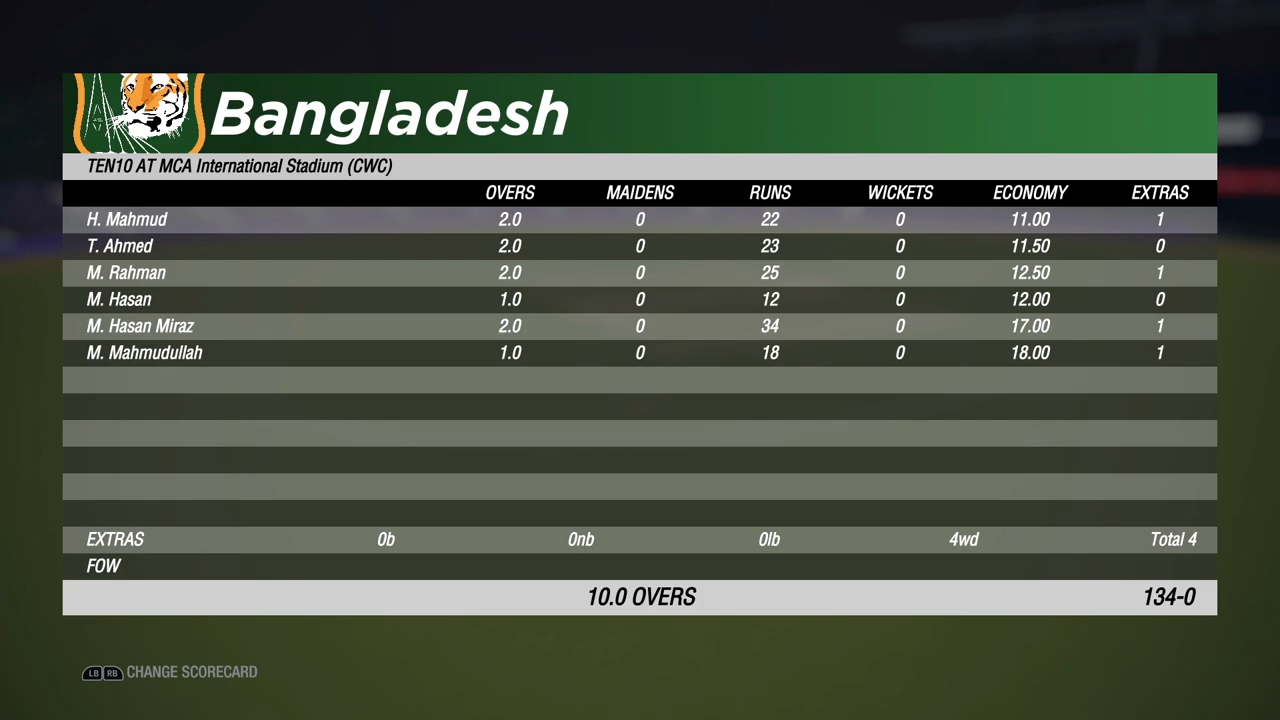 Bangladesh
TEN10 AT MCA International Stadium (CWC)
OVERS MAIDENS RUNS WICKETS ECONOMY EXTRAS
H. Mahmud 2.0 0 22 0 11.00 1
T. Ahmed 2.0 0 23 0 11.50 0
M. Rahman 2.0 0 25 0 12.50 1
M. Hasan 1.0 0 12 0 12.00 0
M. Hasan Miraz 2.0 0 34 0 17.00 1
M. Mahmudullah 1.0 0 18 0 18.00 1
EXTRAS 0b 0nb 0lb 4wd Total 4
FOW
10.0 OVERS 134-0
LB RB CHANGE SCORECARD